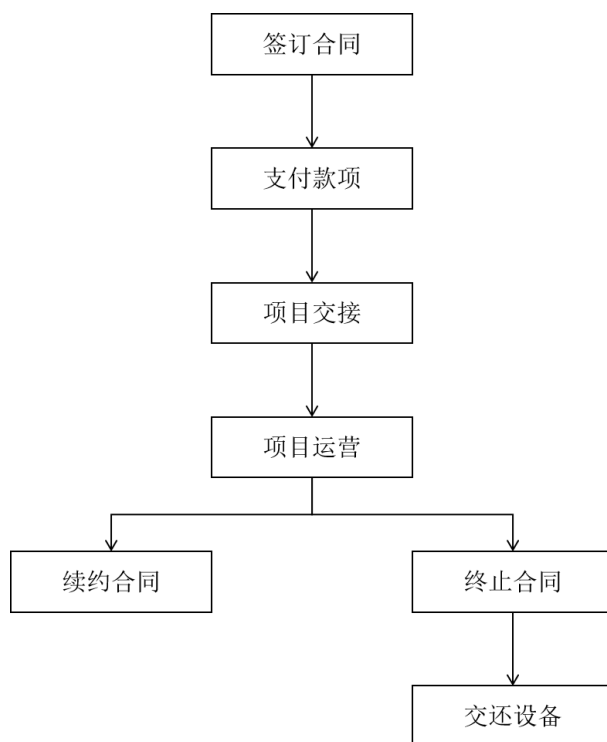 签订合同
支付款项
项目交接
项目运营
续约合同
终止合同
交还设备